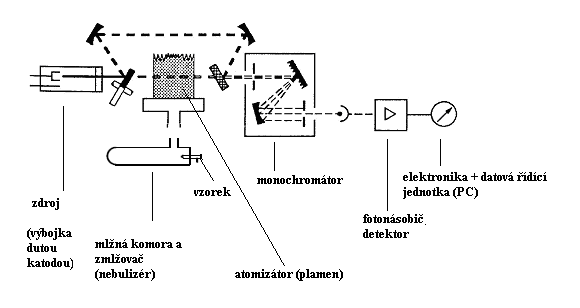 zdroj
(výbojka
dutou
katodou)
mlžná komora a
zmlžovač
(nebulizér)
vzorek
atomizátor (plamen)
monochromátor
fotonásobič
detektor
elektronika + datová řídící
jednotka (PC)